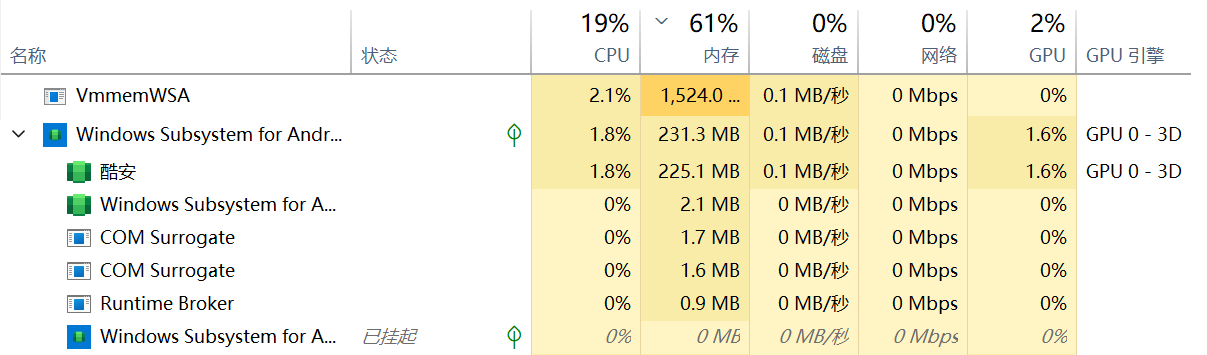 19% 61% 0% 0% 2%
名称 状态 CPU 内存 磁盘 网络 GPU GPU 引擎
VmmemWSA 2.1% 1,524.0 ... 0.1 MB/秒 0 Mbps 0%
Windows Subsystem for Andr... 1.8% 231.3 MB 0.1 MB/秒 0 Mbps 1.6% GPU 0 - 3D
酷安 1.8% 225.1 MB 0.1 MB/秒 0 Mbps 1.6% GPU 0 - 3D
Windows Subsystem for A... 0% 2.1 MB 0 MB/秒 0 Mbps 0%
COM Surrogate 0% 1.7 MB 0 MB/秒 0 Mbps 0%
COM Surrogate 0% 1.6 MB 0 MB/秒 0 Mbps 0%
Runtime Broker 0% 0.9 MB 0 MB/秒 0 Mbps 0%
Windows Subsystem for A... 已挂起 0% 0 MB 0 MB/秒 0 Mbps 0%